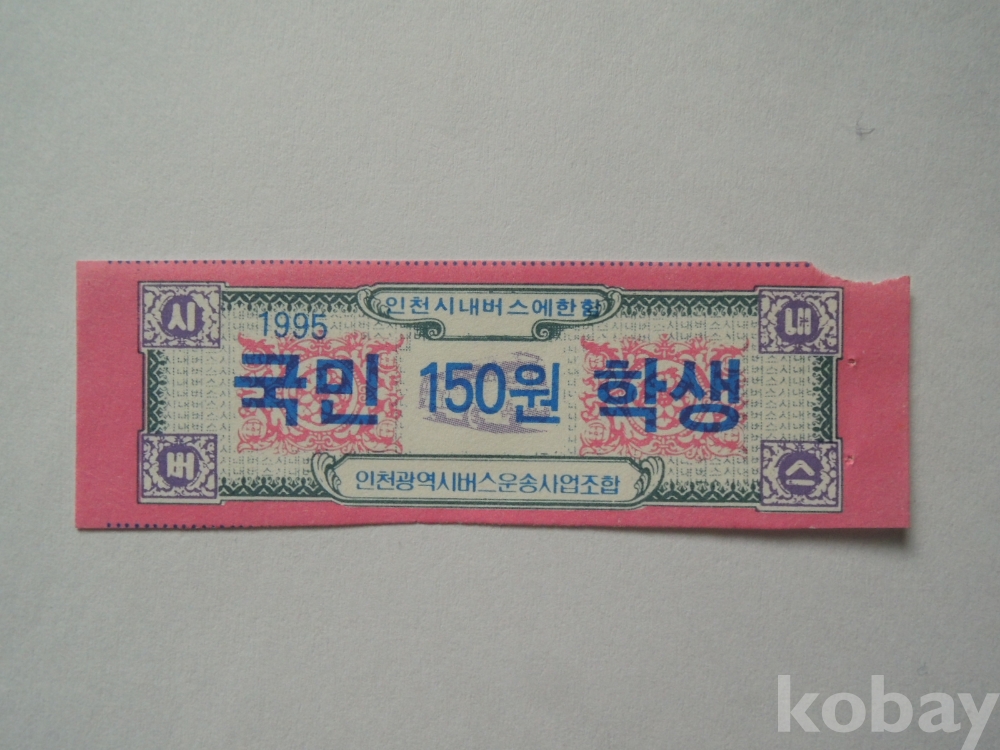 인천시내버스에한함
시 내
1995
국민 150원 학생
버 스
인천광역시버스운송사업조합
kobay